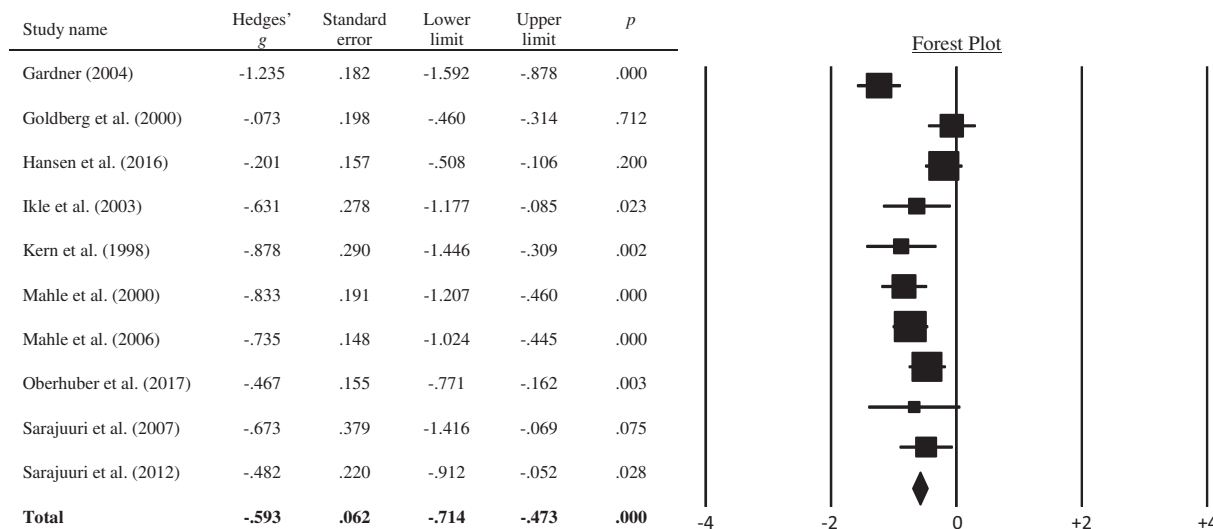 Study name Hedges' g Standard error Lower limit Upper limit p
Forest Plot
Gardner (2004) -1.235 .182 -1.592 -.878 .000
Goldberg et al. (2000) -.073 .198 -.460 -.314 .712
Hansen et al. (2016) -.201 .157 -.508 -.106 .200
Ikle et al. (2003) -.631 .278 -1.177 -.085 .023
Kern et al. (1998) -.878 .290 -1.446 -.309 .002
Mahle et al. (2000) -.833 .191 -1.207 -.460 .000
Mahle et al. (2006) -.735 .148 -1.024 -.445 .000
Oberhuber et al. (2017) -.467 .155 -.771 -.162 .003
Sarajuuri et al. (2007) -.673 .379 -1.416 -.069 .075
Sarajuuri et al. (2012) -.482 .220 -.912 -.052 .028
Total -.593 .062 -.714 -.473 .000
-4 -2 0 +2 +4